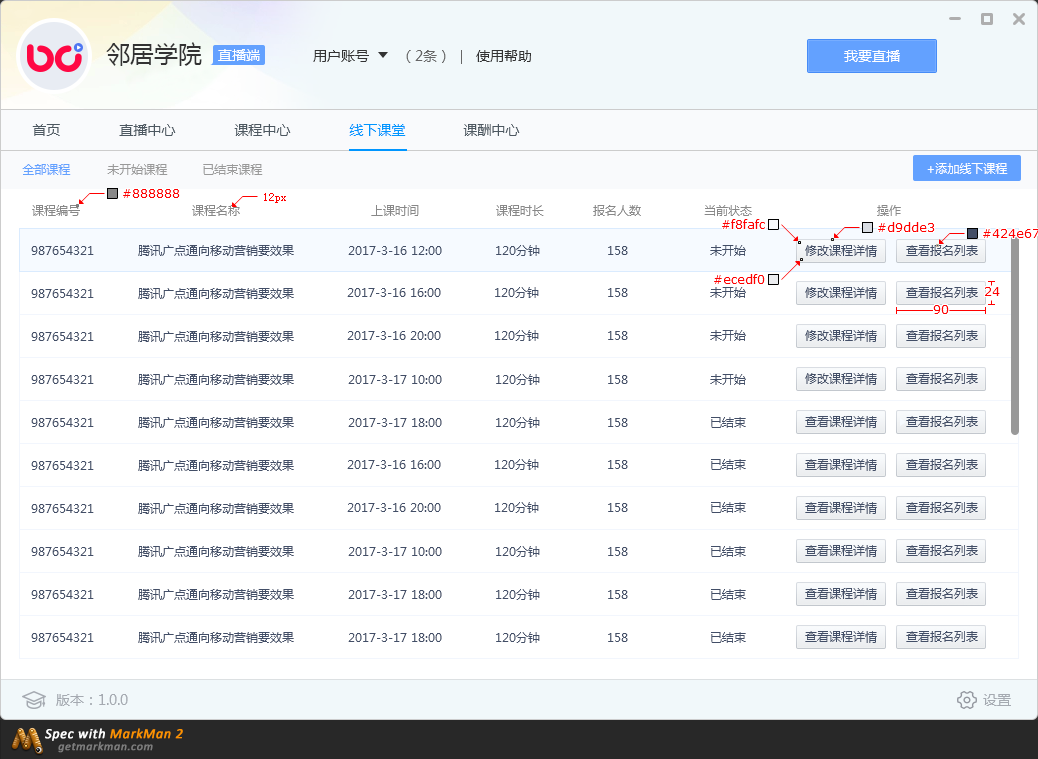 邻居学院 直播端 用户账号 （2条） | 使用帮助 我要直播
首页 直播中心 课程中心 线下课堂 课酬中心
全部课程 未开始课程 已结束课程 +添加线下课程
#888888 12px
课程编号 课程名称 上课时间 课程时长 报名人数 当前状态 操作
#f8fafc #d9dde3 #424e67
987654321 腾讯广点通向移动营销要效果 2017-3-16 12:00 120分钟 158 未开始 修改课程详情 查看报名列表
#ecedf0
987654321 腾讯广点通向移动营销要效果 2017-3-16 16:00 120分钟 158 未开始 修改课程详情 查看报名列表 24
90
987654321 腾讯广点通向移动营销要效果 2017-3-16 20:00 120分钟 158 未开始 修改课程详情 查看报名列表
987654321 腾讯广点通向移动营销要效果 2017-3-17 10:00 120分钟 158 未开始 修改课程详情 查看报名列表
987654321 腾讯广点通向移动营销要效果 2017-3-17 18:00 120分钟 158 已结束 查看课程详情 查看报名列表
987654321 腾讯广点通向移动营销要效果 2017-3-16 16:00 120分钟 158 已结束 查看课程详情 查看报名列表
987654321 腾讯广点通向移动营销要效果 2017-3-16 20:00 120分钟 158 已结束 查看课程详情 查看报名列表
987654321 腾讯广点通向移动营销要效果 2017-3-17 10:00 120分钟 158 已结束 查看课程详情 查看报名列表
987654321 腾讯广点通向移动营销要效果 2017-3-17 18:00 120分钟 158 已结束 查看课程详情 查看报名列表
987654321 腾讯广点通向移动营销要效果 2017-3-17 18:00 120分钟 158 已结束 查看课程详情 查看报名列表
版本：1.0.0 设置
Spec with MarkMan 2
getmarkman.com